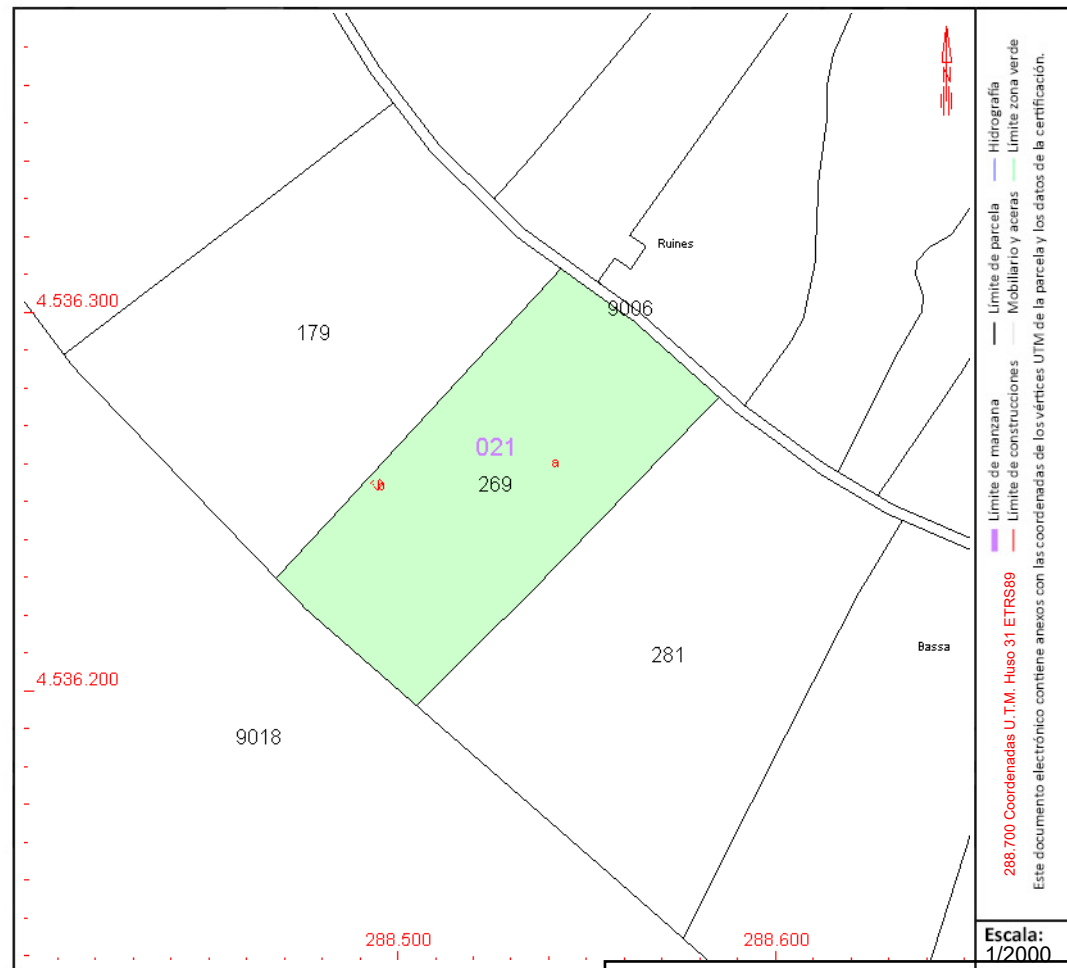 Ruines
4.536.300
9006
179
021
a
269
281
Bassa
4.536.200
9018
288.500
288.600
N
Límite de manzana
Límite de parcela
Hidrografía
Límite de construcciones
Mobiliario y aceras
Límite zona verde
288.700 Coordenadas U.T.M. Huso 31 ETRS89
Este documento electrónico contiene anexos con las coordenadas de los vértices UTM de la parcela y los datos de la certificación.
Escala:
1/2000